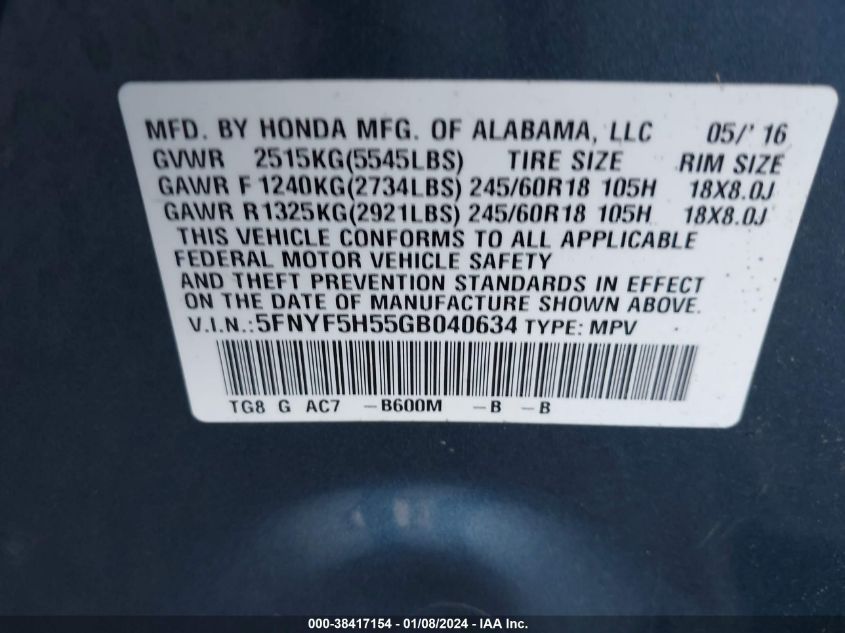 MFD. BY HONDA MFG. OF ALABAMA, LLC 05/' 16
GVWR 2515KG(5545LBS) TIRE SIZE RIM SIZE
GAWR F 1240KG(2734LBS) 245/60R18 105H 18X8.0J
GAWR R 1325KG(2921LBS) 245/60R18 105H 18X8.0J
THIS VEHICLE CONFORMS TO ALL APPLICABLE
FEDERAL MOTOR VEHICLE SAFETY
AND THEFT PREVENTION STANDARDS IN EFFECT
ON THE DATE OF MANUFACTURE SHOWN ABOVE.
V.I.N.:5FNYF5H55GB040634 TYPE: MPV
TG8 G AC7 -B600M -B -B
000-38417154 - 01/08/2024 - IAA Inc.